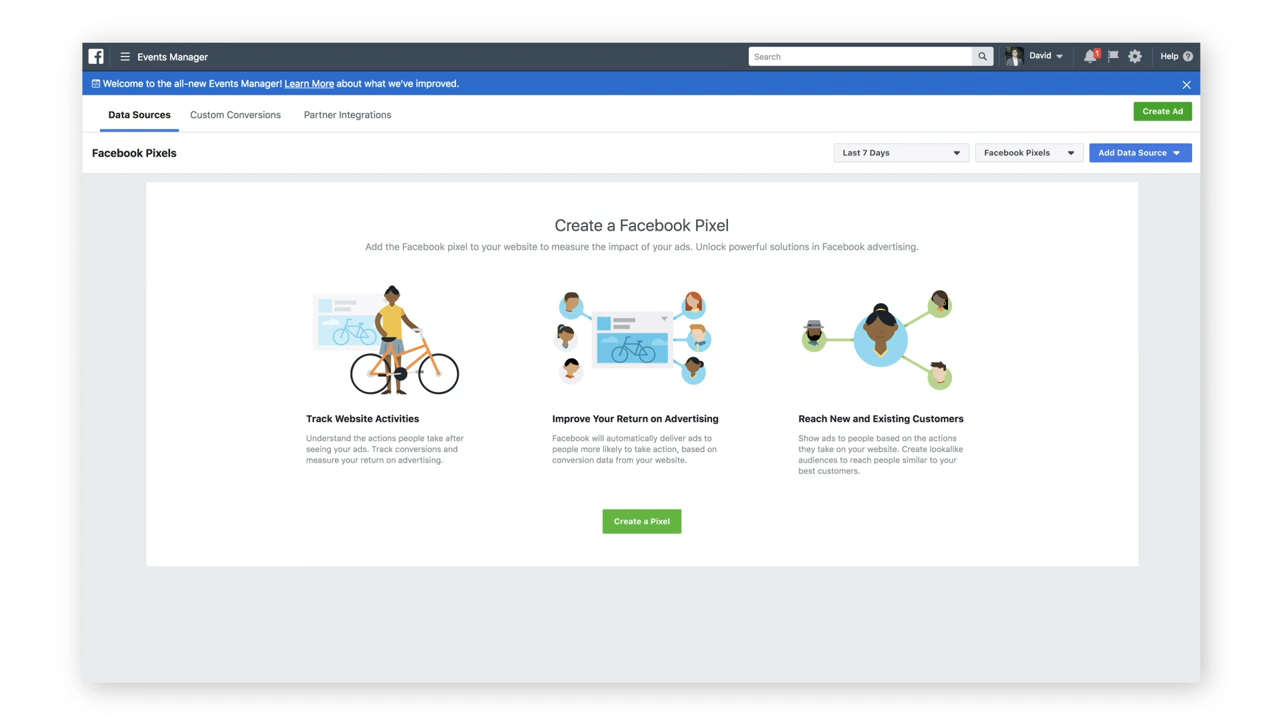 Events Manager
Search
David
1
Help
Welcome to the all-new Events Manager! Learn More about what we've improved.
Data Sources
Custom Conversions
Partner Integrations
Create Ad
Facebook Pixels
Last 7 Days
Facebook Pixels
Add Data Source
Create a Facebook Pixel
Add the Facebook pixel to your website to measure the impact of your ads. Unlock powerful solutions in Facebook advertising.
Track Website Activities
Understand the actions people take after
seeing your ads. Track conversions and
measure your return on advertising.
Improve Your Return on Advertising
Facebook will automatically deliver ads to
people more likely to take action, based on
conversion data from your website.
Reach New and Existing Customers
Show ads to people based on the actions
they take on your website. Create lookalike
audiences to reach people similar to your
best customers.
Create a Pixel